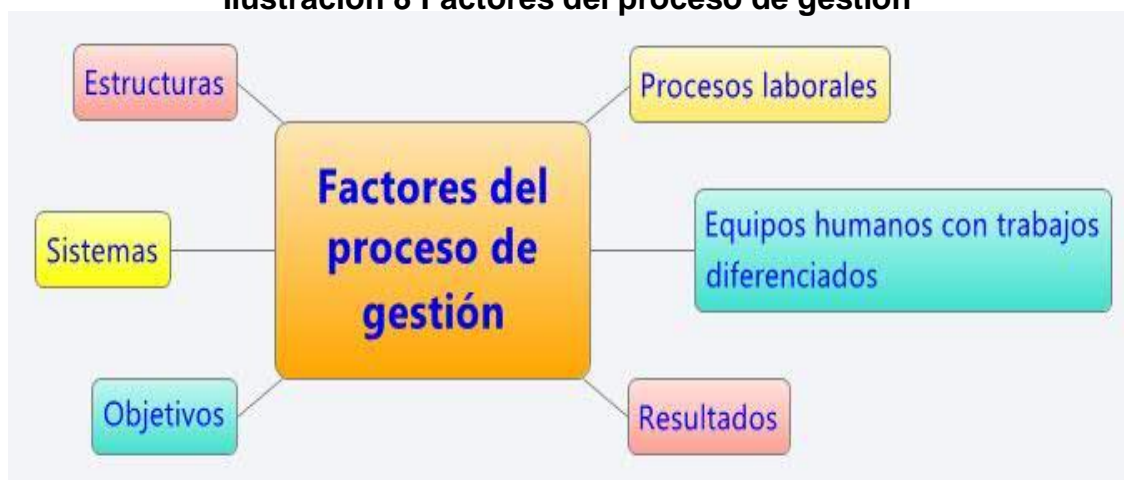 Ilustración 8 Factores del proceso de gestión
Estructuras
Procesos laborales
Factores del
proceso de
gestión
Sistemas
Equipos humanos con trabajos
diferenciados
Objetivos
Resultados